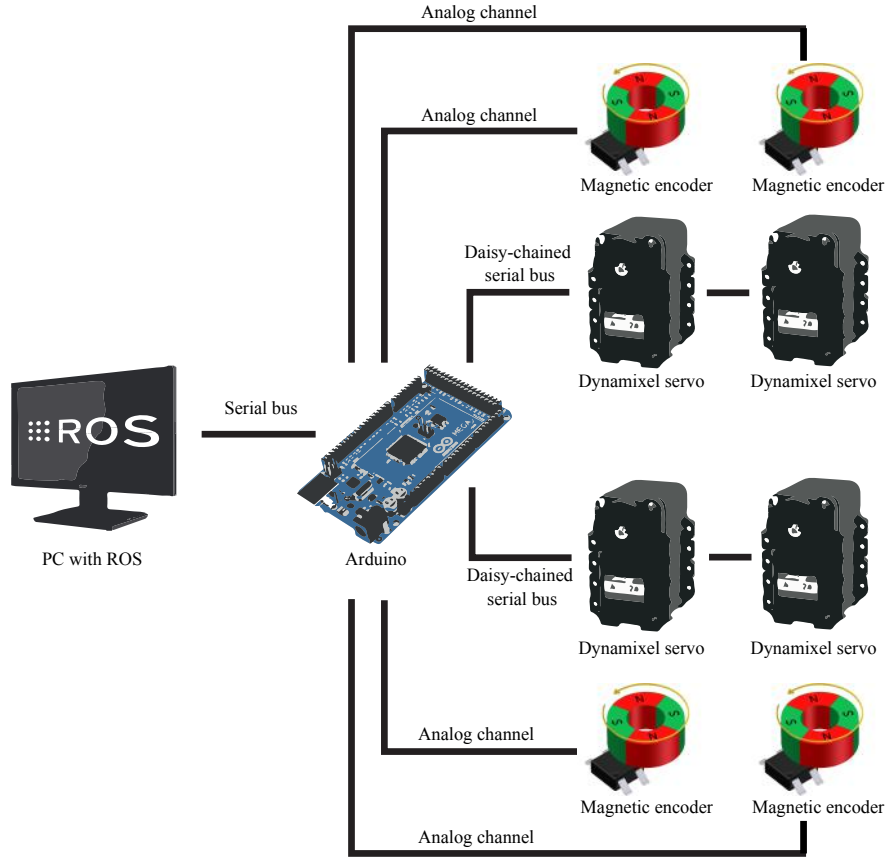 Analog channel
Analog channel
N
S
S
N
N
S
S
N
Magnetic encoder
Magnetic encoder
Daisy-chained
serial bus
Dynamixel servo
Dynamixel servo
ROS
Serial bus
MEGA
PC with ROS
Arduino
Daisy-chained
serial bus
Dynamixel servo
Dynamixel servo
N
S
S
N
N
S
S
N
Analog channel
Magnetic encoder
Magnetic encoder
Analog channel